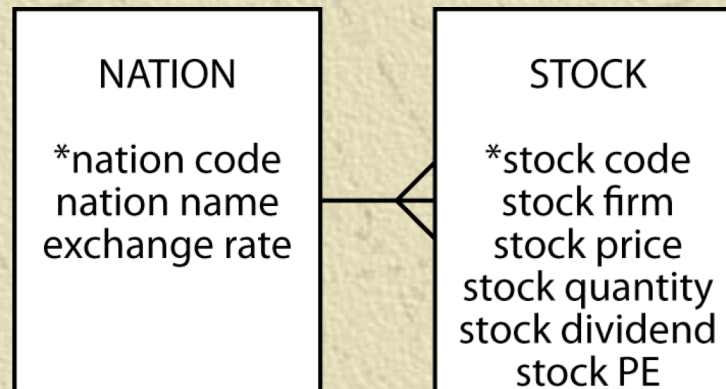 NATION
*nation code
nation name
exchange rate
STOCK
*stock code
stock firm
stock price
stock quantity
stock dividend
stock PE